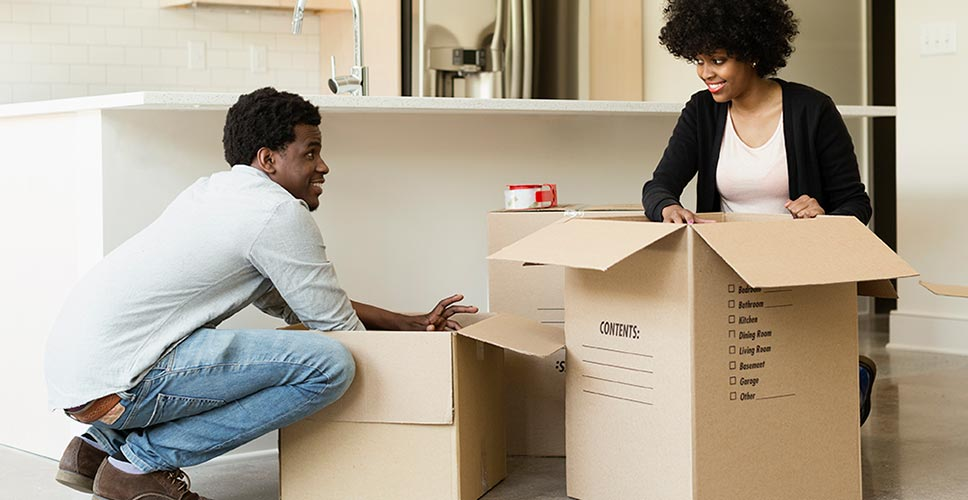 CONTENTS:
Bedroom
Bathroom
Kitchen
Dining Room
Living Room
Basement
Garage
Other